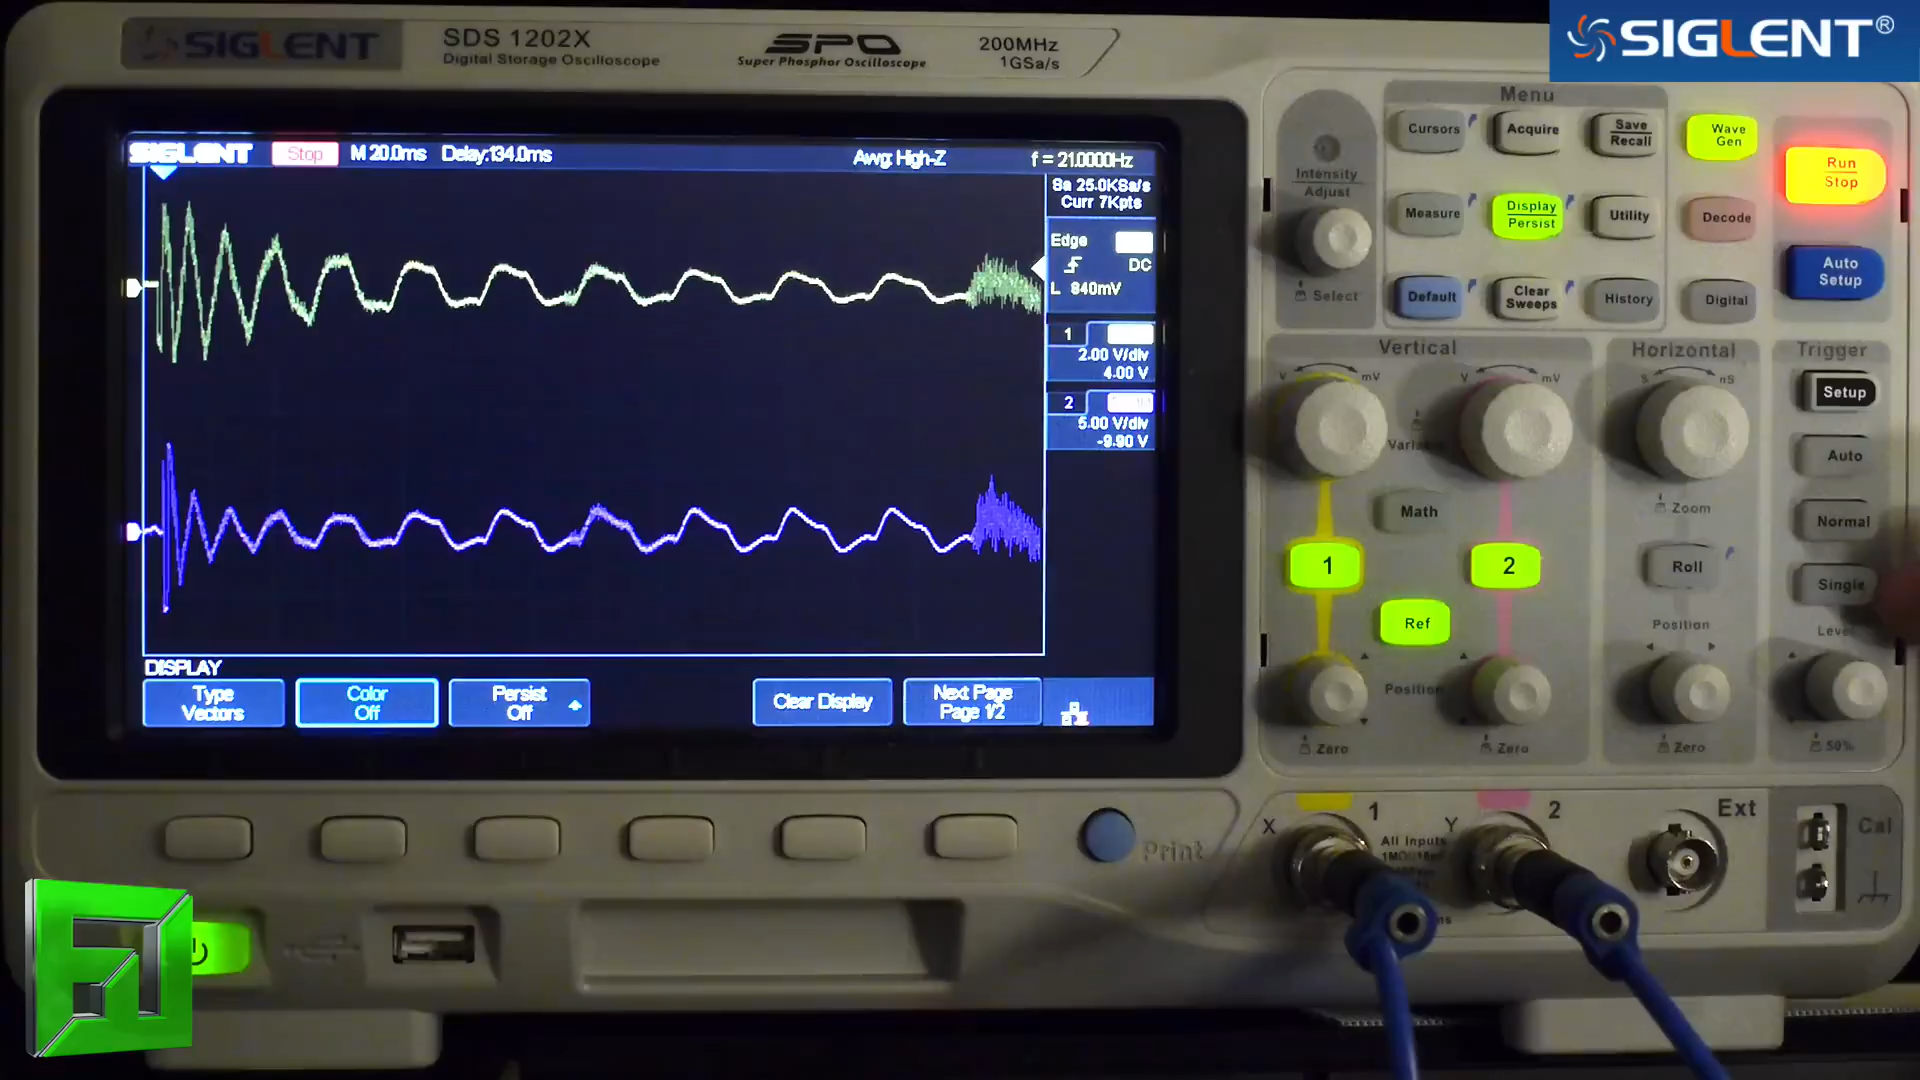 SIGLENT
SDS 1202X
Digital Storage Oscilloscope
SPO
Super Phosphor Oscilloscope
200MHz
1GSa/s
SIGLENT®
SIGLENT
Stop
M 20.0ms
Delay:134.0ms
Awg: High-Z
f = 21.0000Hz
Sa 25.0KSa/s
Curr 7Kpts
Edge
DC
L 840mV
1
2.00 V/div
4.00 V
2
5.00 V/div
-9.90 V
DISPLAY
Type
Vectors
Color
Off
Persist
Off
Clear Display
Next Page
Page 1/2
Print
Intensity
Adjust
Select
Menu
Cursors
Acquire
Save
Recall
Wave
Gen
Run
Stop
Measure
Display
Persist
Utility
Decode
Auto
Setup
Default
Clear
Sweeps
History
Digital
Vertical
Horizontal
Trigger
V
mV
V
mV
S
nS
Setup
Auto
Zoom
Math
Normal
1
2
Roll
Single
Ref
Position
Position
Zero
Zero
Zero
50%
X
1
All Inputs
Y
2
Ext
Cal